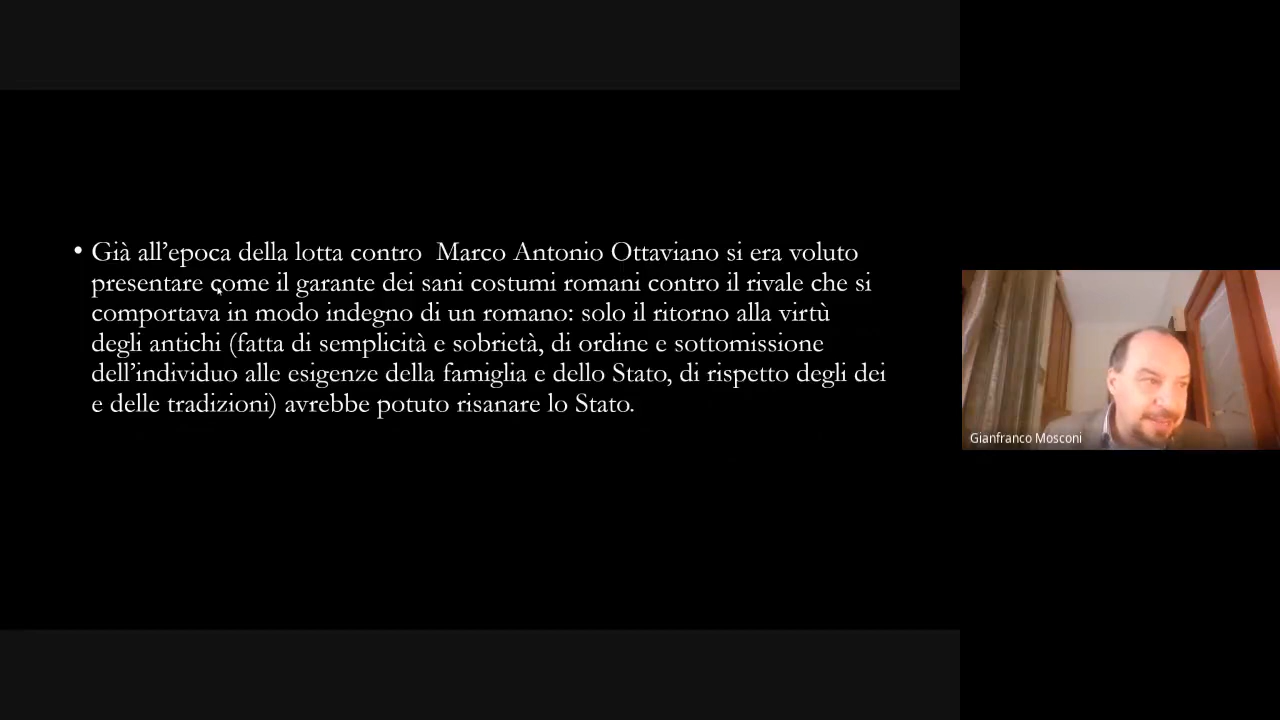 • Già all’epoca della lotta contro  Marco Antonio Ottaviano si era voluto
presentare come il garante dei sani costumi romani contro il rivale che si
comportava in modo indegno di un romano: solo il ritorno alla virtù
degli antichi (fatta di semplicità e sobrietà, di ordine e sottomissione
dell’individuo alle esigenze della famiglia e dello Stato, di rispetto degli dei
e delle tradizioni) avrebbe potuto risanare lo Stato.
Gianfranco Mosconi